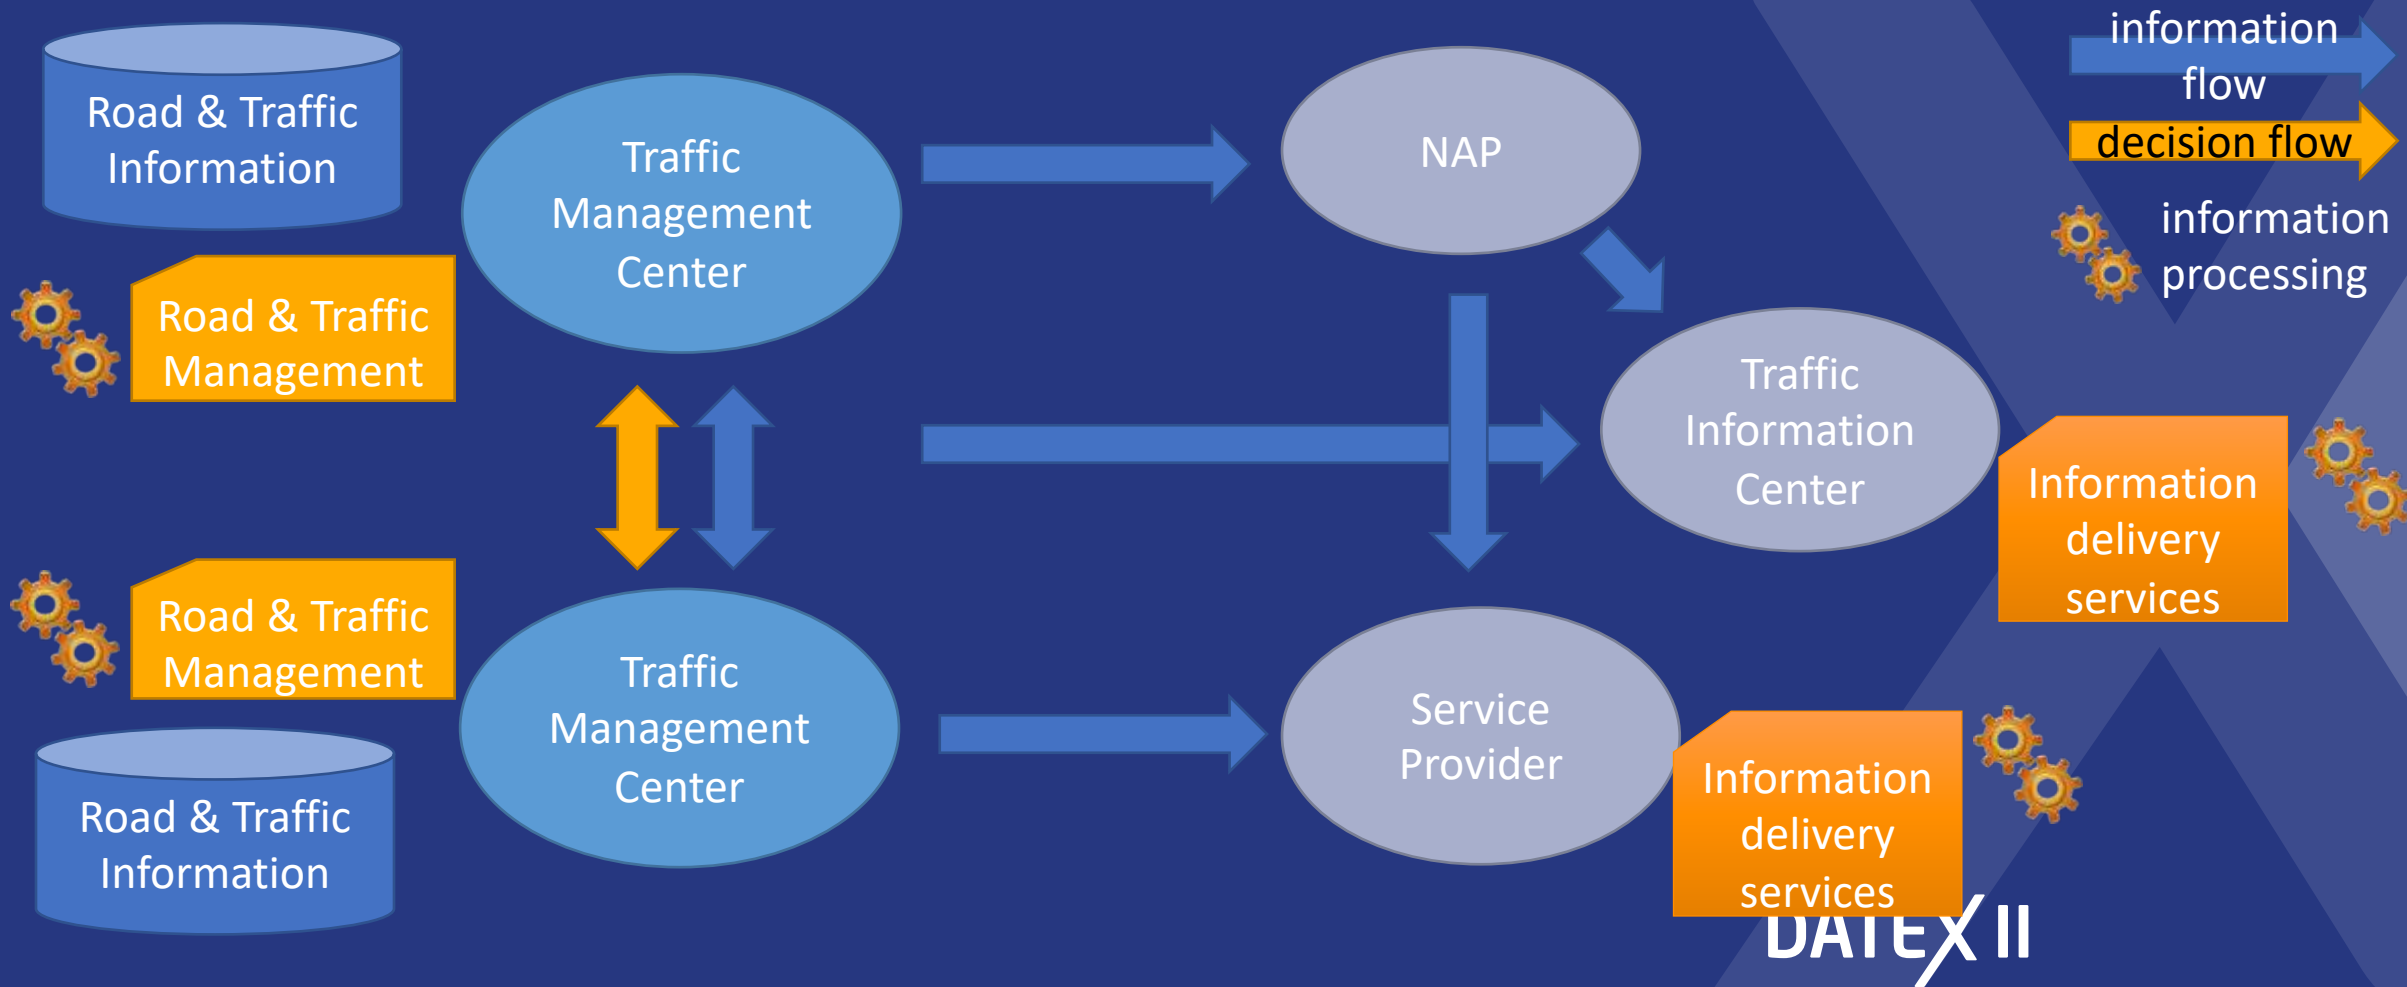 Road & Traffic
Information
Traffic
Management
Center
NAP
information
flow
decision flow
information
processing
Road & Traffic
Management
Traffic
Information
Center
Information
delivery
services
Road & Traffic
Management
Traffic
Management
Center
Service
Provider
Information
delivery
services
Road & Traffic
Information
DATEX II